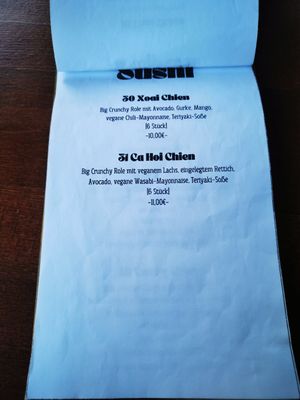 Sushi
30 Xoai Chien
Big Crunchy Role mit Avocado, Gurke, Mango,
vegane Chili-Mayonnaise, Teriyaki-Soße
[6 Stück]
-10,00€-
31 Ca Hoi Chien
Big Crunchy Role mit veganem Lachs, eingelegtem Rettich,
Avocado, vegane Wasabi-Mayonnaise, Teriyaki-Soße
[6 Stück]
-11,00€-